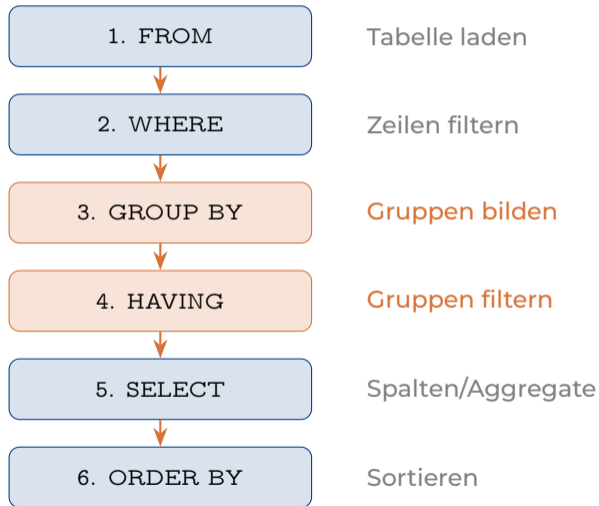 1. FROM Tabelle laden
2. WHERE Zeilen filtern
3. GROUP BY Gruppen bilden
4. HAVING Gruppen filtern
5. SELECT Spalten/Aggregate
6. ORDER BY Sortieren